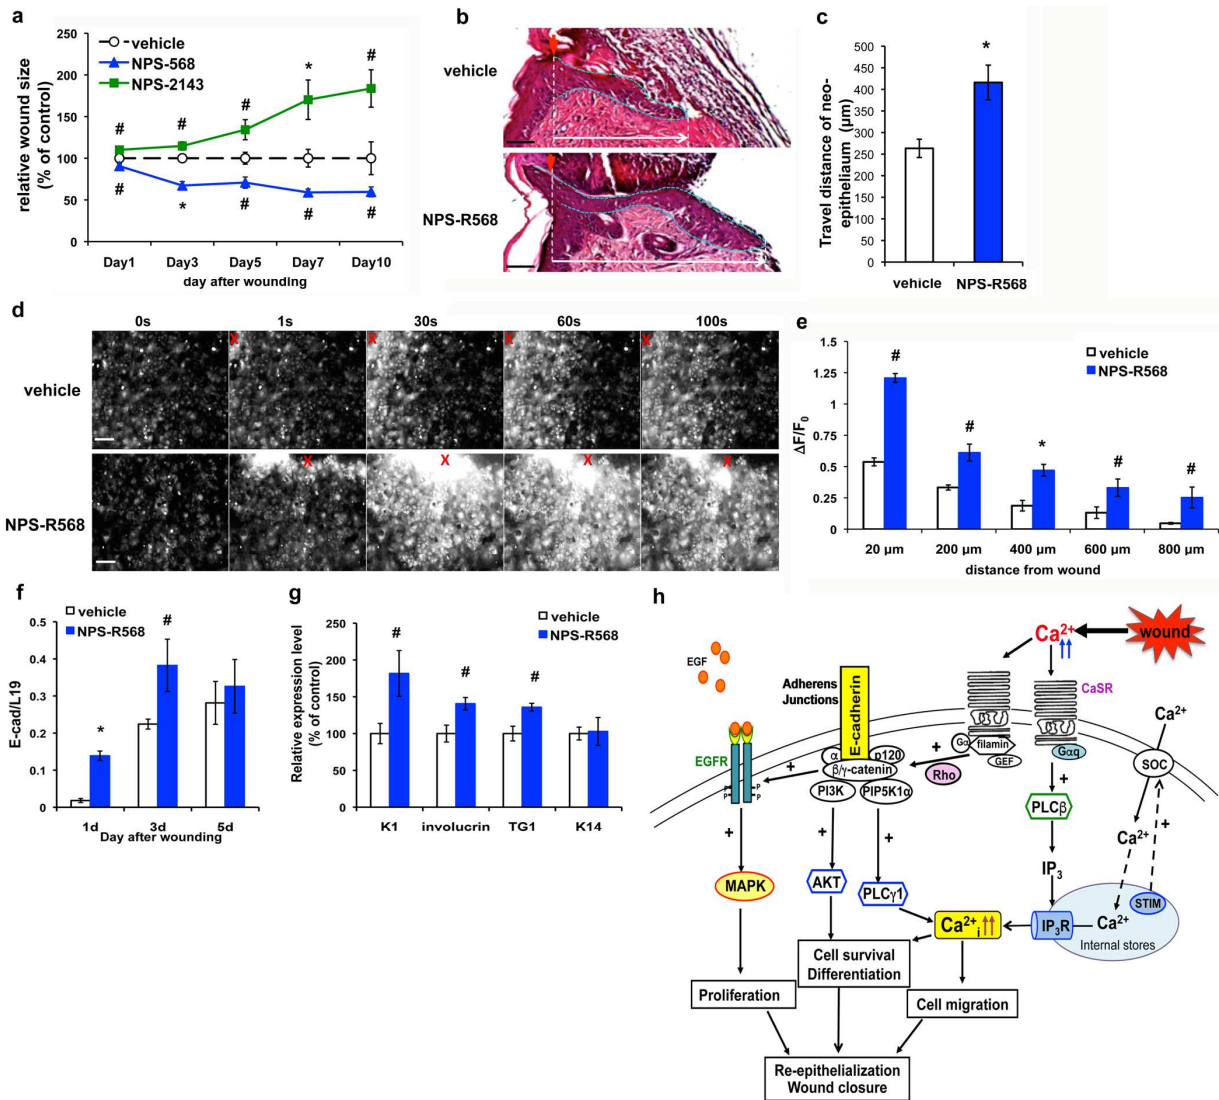 a
vehicle
NPS-568
NPS-2143
relative wound size
(% of control)
250
200
150
100
50
0
# # # * #
# * # # #
Day1 Day3 Day5 Day7 Day10
day after wounding
b
vehicle
NPS-R568
c
Travel distance of neo-
epitheliaum (µm)
500
450
400
350
300
250
200
150
100
50
0
*
vehicle NPS-R568
d
0s 1s 30s 60s 100s
vehicle
X X X X
NPS-R568
X X X X
e
vehicle
NPS-R568
ΔF/F0
1.5
1.25
1
0.75
0.5
0.25
0
# # * # #
20 µm 200 µm 400 µm 600 µm 800 µm
distance from wound
f
vehicle
NPS-R568
E-cad/L19
0.4
0.3
0.2
0.1
0
* #
1d 3d 5d
Day after wounding
g
vehicle
NPS-R568
Relative expression level
(% of control)
250
200
150
100
50
0
# # #
K1 involucrin TG1 K14
h
wound
Ca2+
CaSR
EGF
Adherens
Junctions
E-cadherin
EGFR
α
p120
β/γ-catenin
PI3K
PIP5K1α
Rho
Gα
filamin
GEF
Gαq
SOC
Ca2+
P P
P P
+ + + + + + +
PLCβ
IP3
Ca2+
MAPK
AKT
PLCγ1
Ca2+i
IP3R
Ca2+
STIM
Internal stores
Cell survival
Differentiation
Proliferation
Cell migration
Re-epithelialization
Wound closure